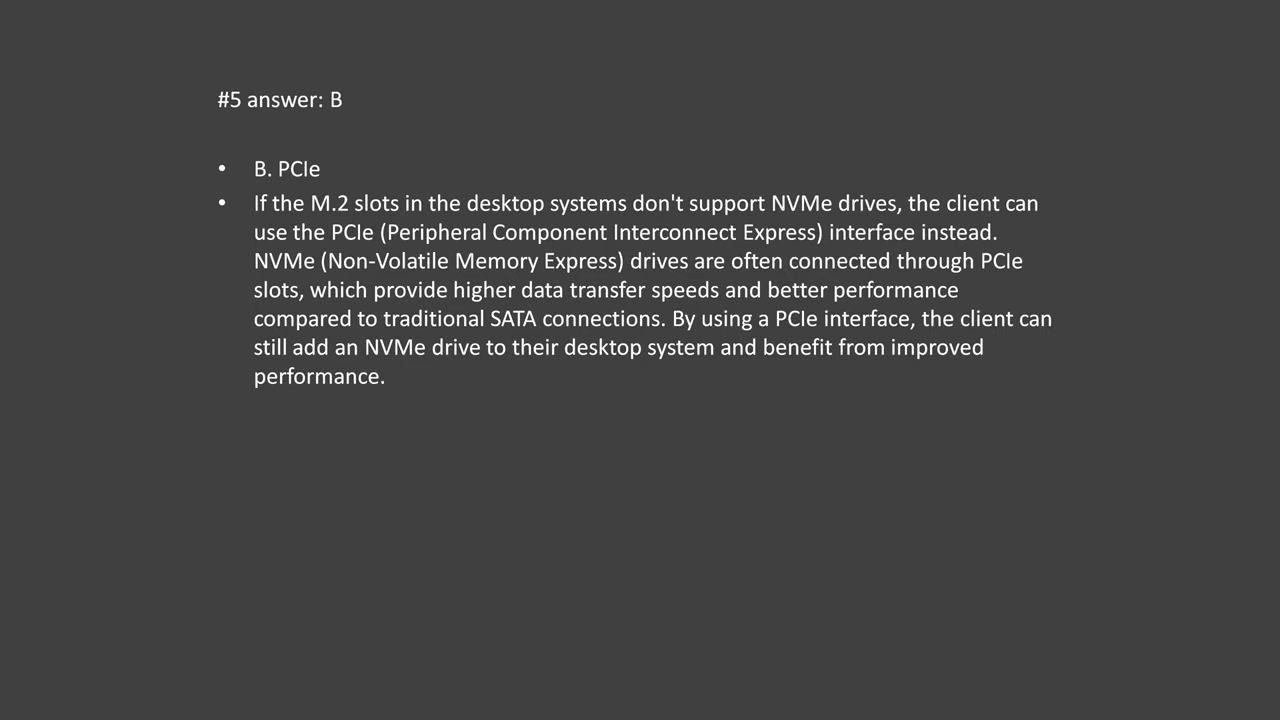 #5 answer: B
• B. PCIe
• If the M.2 slots in the desktop systems don't support NVMe drives, the client can
use the PCIe (Peripheral Component Interconnect Express) interface instead.
NVMe (Non-Volatile Memory Express) drives are often connected through PCIe
slots, which provide higher data transfer speeds and better performance
compared to traditional SATA connections. By using a PCIe interface, the client can
still add an NVMe drive to their desktop system and benefit from improved
performance.